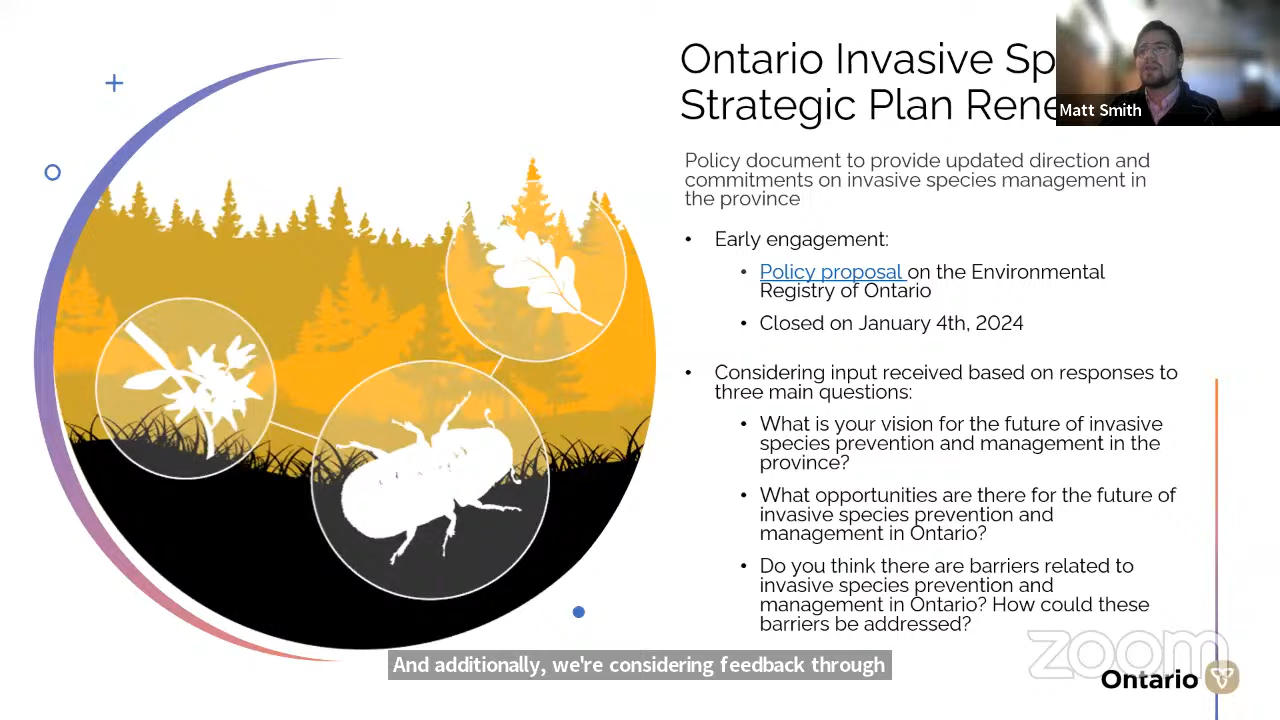 Ontario Invasive Sp
Strategic Plan Rene
Matt Smith
Policy document to provide updated direction and
commitments on invasive species management in
the province
• Early engagement:
• Policy proposal on the Environmental
Registry of Ontario
• Closed on January 4th, 2024
• Considering input received based on responses to
three main questions:
• What is your vision for the future of invasive
species prevention and management in the
province?
• What opportunities are there for the future of
invasive species prevention and
management in Ontario?
• Do you think there are barriers related to
invasive species prevention and
management in Ontario? How could these
barriers be addressed?
zoom
And additionally, we're considering feedback through
Ontario